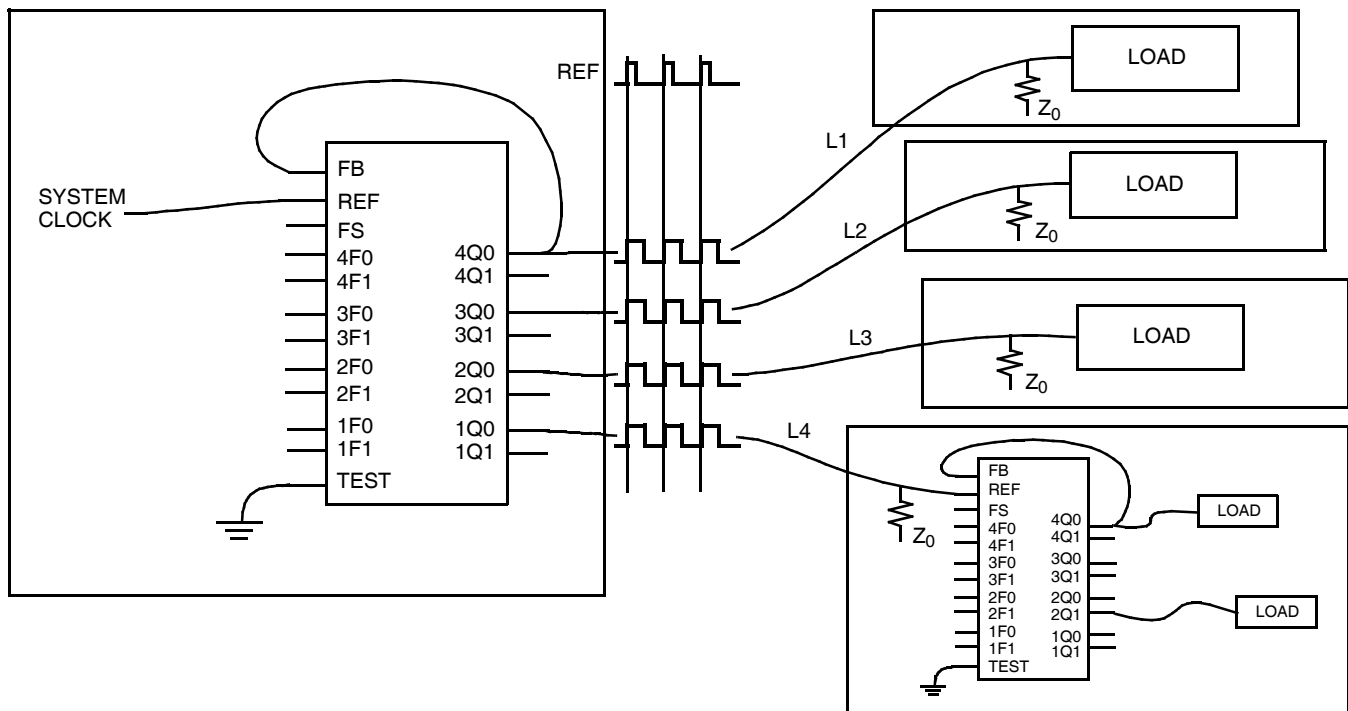 REF
SYSTEM
CLOCK
FB
REF
FS
4F0
4F1
3F0
3F1
2F0
2F1
1F0
1F1
TEST
4Q0
4Q1
3Q0
3Q1
2Q0
2Q1
1Q0
1Q1
L1
L2
L3
L4
LOAD
Z0
LOAD
Z0
LOAD
Z0
Z0
FB
REF
FS
4F0
4F1
3F0
3F1
2F0
2F1
1F0
1F1
TEST
4Q0
4Q1
3Q0
3Q1
2Q0
2Q1
1Q0
1Q1
LOAD
LOAD